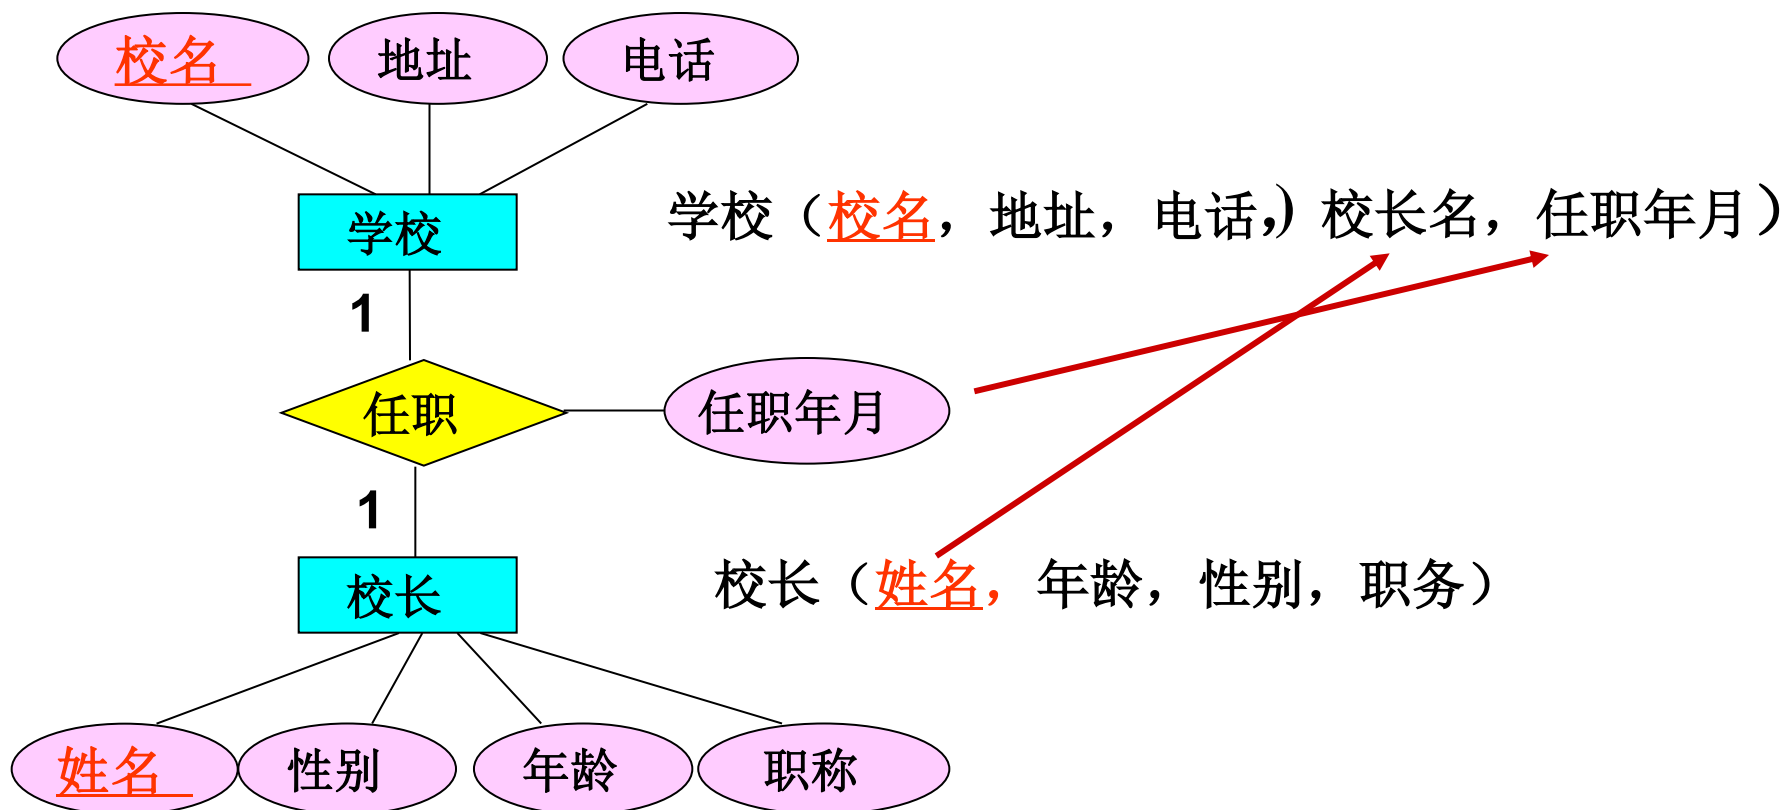 校名 地址 电话
学校
学校（校名，地址，电话，）校长名，任职年月）
1
任职 任职年月
1
校长
校长（姓名，年龄，性别，职务）
姓名 性别 年龄 职称